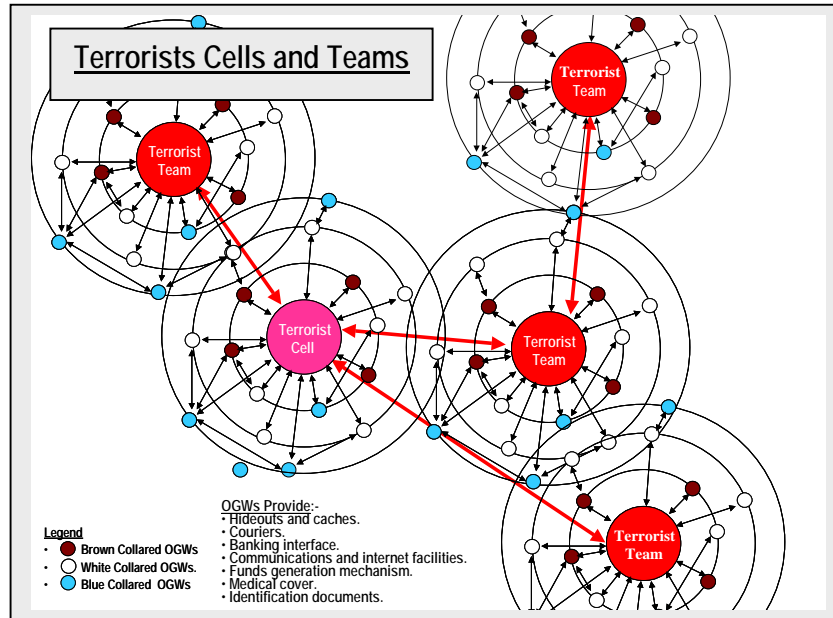 Terrorists Cells and Teams
Terrorist
Team
Terrorist
Team
Terrorist
Cell
Terrorist
Team
Terrorist
Team
Legend
• Brown Collared OGWs
• White Collared OGWs.
• Blue Collared OGWs
OGWs Provide:-
• Hideouts and caches.
• Couriers.
• Banking interface.
• Communications and internet facilities.
• Funds generation mechanism.
• Medical cover.
• Identification documents.